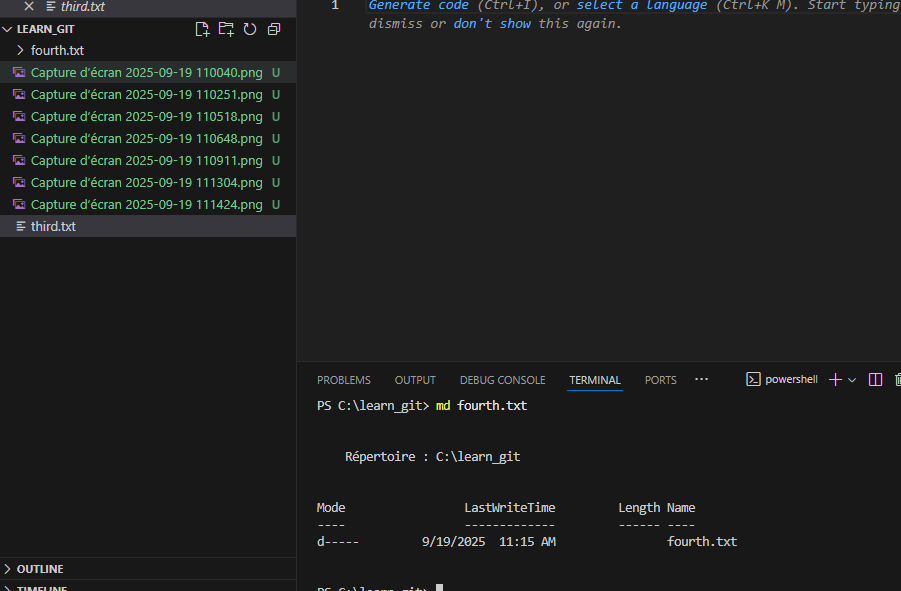 third.txt
LEARN_GIT
fourth.txt
Capture d'écran 2025-09-19 110040.png U
Capture d'écran 2025-09-19 110251.png U
Capture d'écran 2025-09-19 110518.png U
Capture d'écran 2025-09-19 110648.png U
Capture d'écran 2025-09-19 110911.png U
Capture d'écran 2025-09-19 111304.png U
Capture d'écran 2025-09-19 111424.png U
third.txt
OUTLINE
TIMELINE
1 Generate code (Ctrl+I), or select a language (Ctrl+K M). Start typing
dismiss or don't show this again.
PROBLEMS OUTPUT DEBUG CONSOLE TERMINAL PORTS ··· powershell
PS C:\learn_git> md fourth.txt
Répertoire : C:\learn_git
Mode LastWriteTime Length Name
---- ------------- ------ ----
d----- 9/19/2025 11:15 AM fourth.txt
PS C:\learn_git>